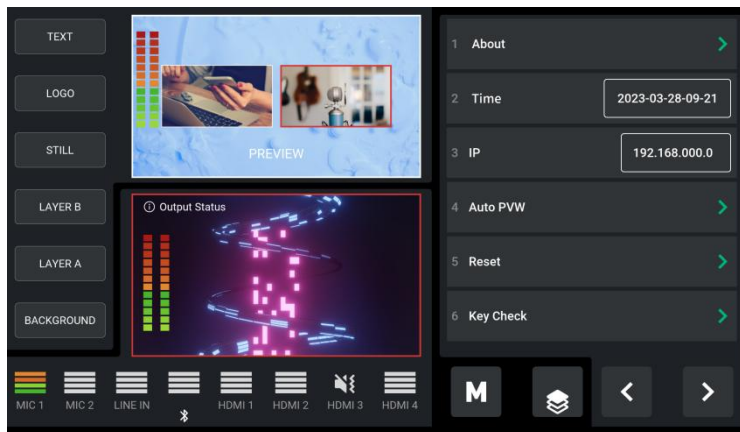 TEXT
LOGO
STILL
LAYER B
LAYER A
BACKGROUND
PREVIEW
Output Status
MIC 1
MIC 2
LINE IN
HDMI 1
HDMI 2
HDMI 3
HDMI 4
1 About
2 Time 2023-03-28-09-21
3 IP 192.168.000.0
4 Auto PVW
5 Reset
6 Key Check
M